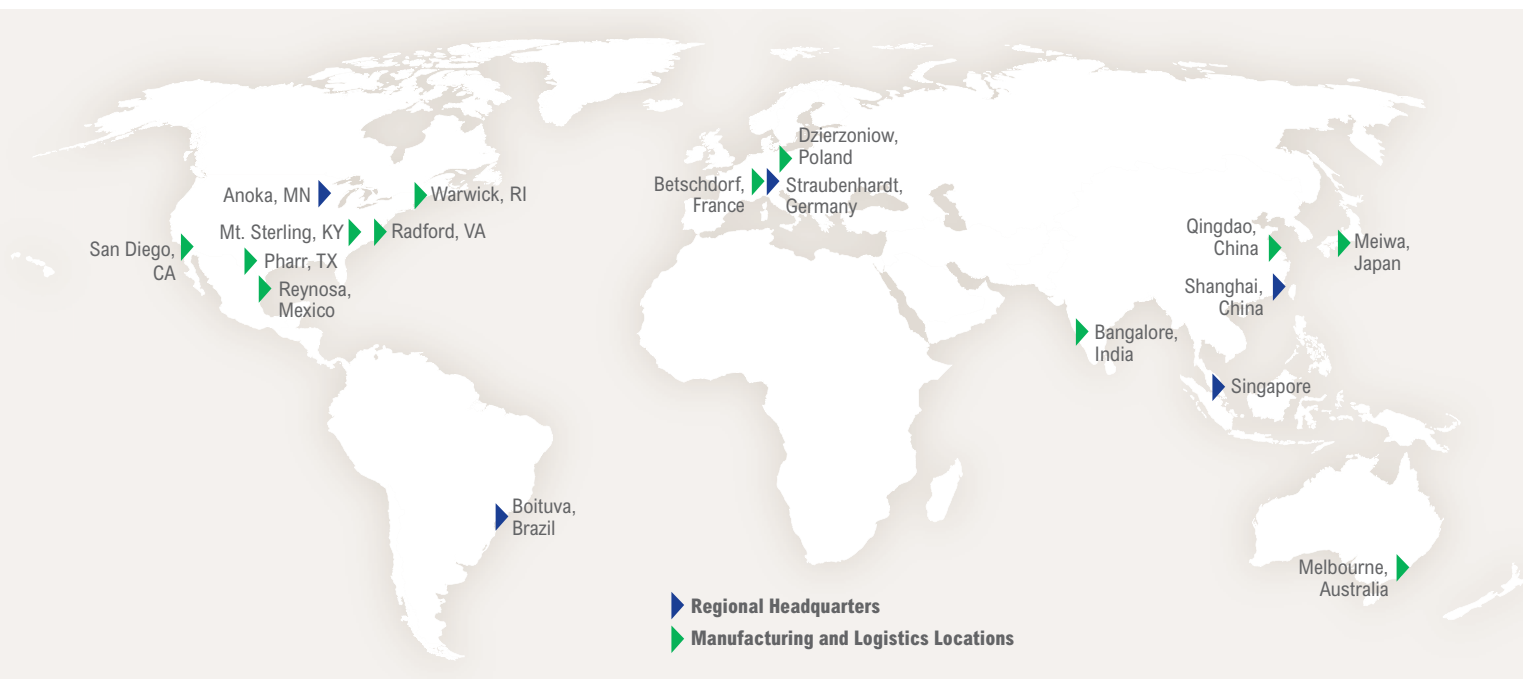 Dzierzoniow,
Poland
Betschdorf,
France
Straubenhardt,
Germany
Anoka, MN
Warwick, RI
Mt. Sterling, KY
Radford, VA
San Diego,
CA
Pharr, TX
Reynosa,
Mexico
Qingdao,
China
Meiwa,
Japan
Shanghai,
China
Bangalore,
India
Singapore
Boituva,
Brazil
Melbourne,
Australia
Regional Headquarters
Manufacturing and Logistics Locations